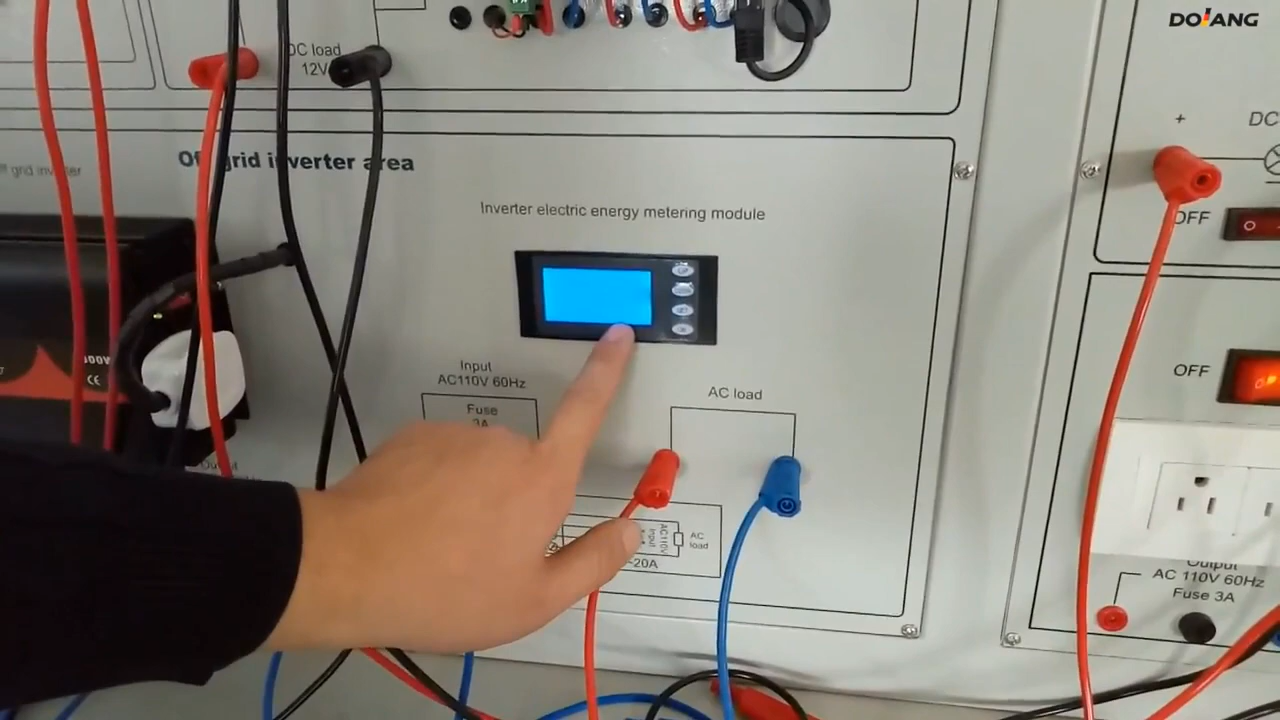 DOLANG
DC load
12V
+
DC
Off grid inverter area
Inverter electric energy metering module
OFF
Input
AC110V 60Hz
Fuse
3A
AC load
OFF
CE
AC110V
Input
AC
load
~20A
Output
AC 110V 60Hz
Fuse 3A